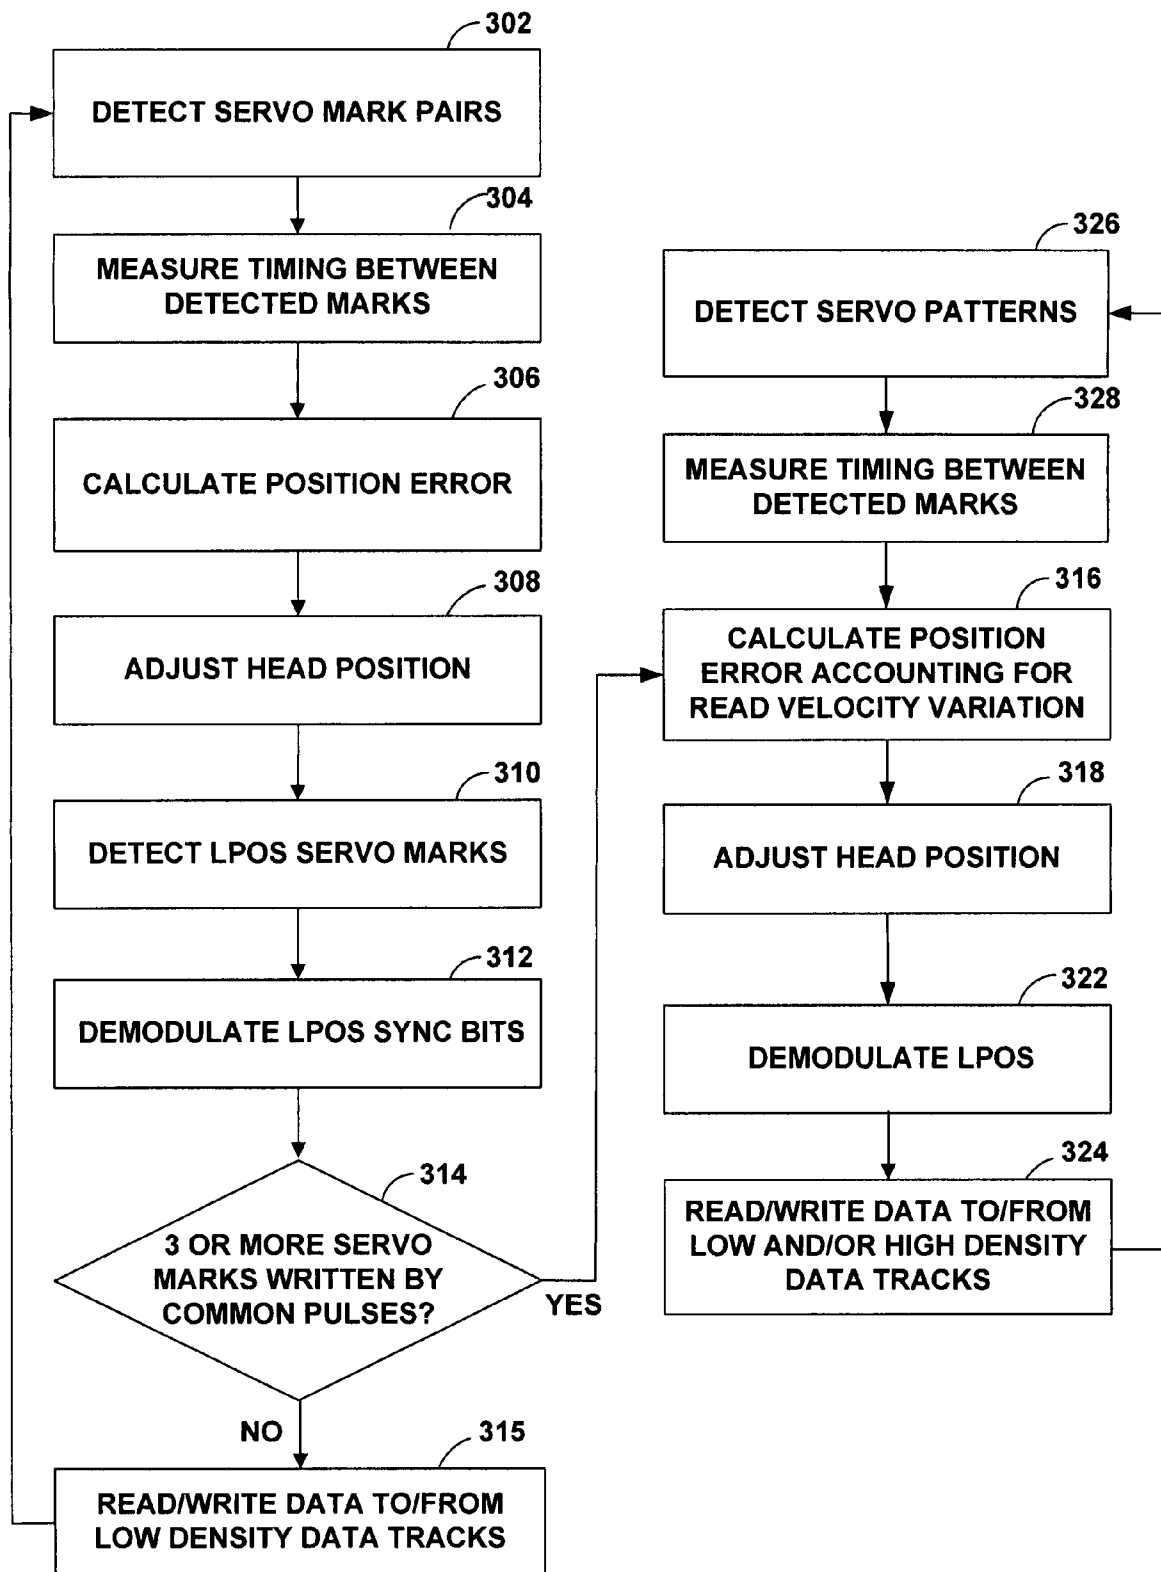 302
DETECT SERVO MARK PAIRS
304
MEASURE TIMING BETWEEN
DETECTED MARKS
306
CALCULATE POSITION ERROR
308
ADJUST HEAD POSITION
310
DETECT LPOS SERVO MARKS
312
DEMODULATE LPOS SYNC BITS
314
3 OR MORE SERVO
MARKS WRITTEN BY
COMMON PULSES?
YES
NO
315
READ/WRITE DATA TO/FROM
LOW DENSITY DATA TRACKS
326
DETECT SERVO PATTERNS
328
MEASURE TIMING BETWEEN
DETECTED MARKS
316
CALCULATE POSITION
ERROR ACCOUNTING FOR
READ VELOCITY VARIATION
318
ADJUST HEAD POSITION
322
DEMODULATE LPOS
324
READ/WRITE DATA TO/FROM
LOW AND/OR HIGH DENSITY
DATA TRACKS